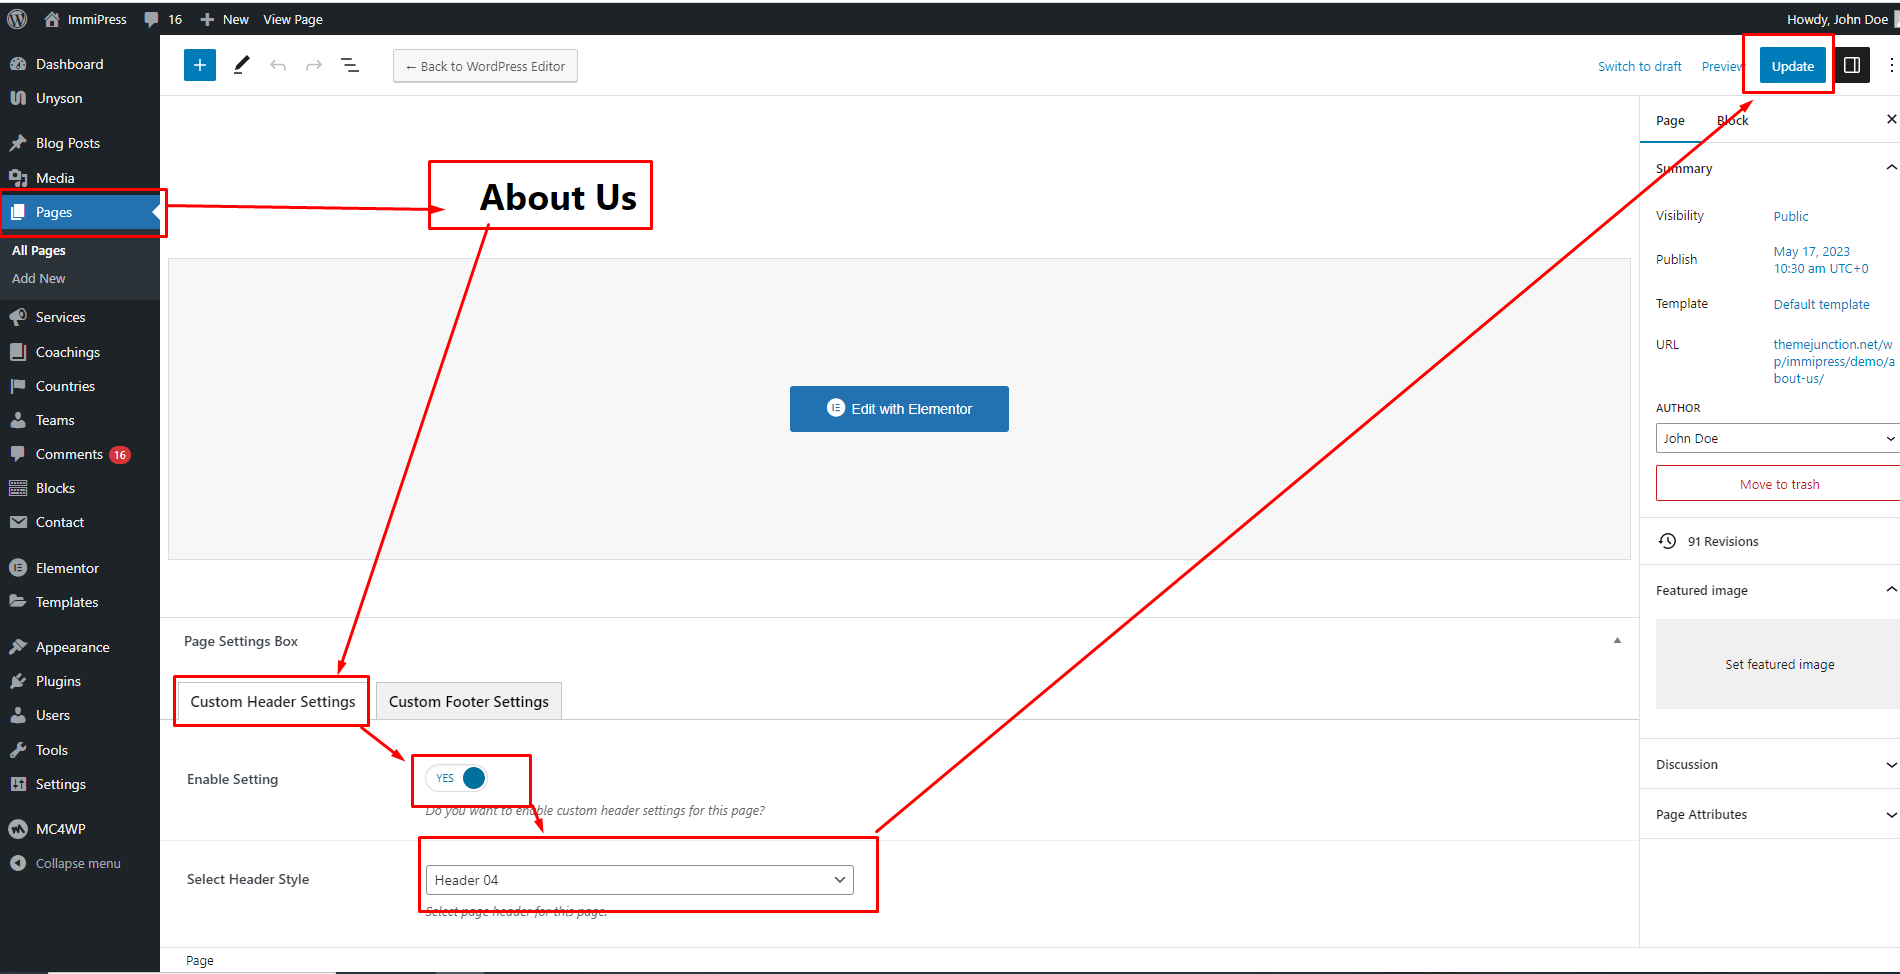 ImmiPress
16
New
View Page
Howdy, John Doe
Dashboard
Unyson
Blog Posts
Media
Pages
All Pages
Add New
Services
Coachings
Countries
Teams
Comments 16
Blocks
Contact
Elementor
Templates
Appearance
Plugins
Users
Tools
Settings
MC4WP
Collapse menu
← Back to WordPress Editor
Switch to draft
Preview
Update
About Us
Edit with Elementor
Page Settings Box
Custom Header Settings
Custom Footer Settings
Enable Setting
YES
Do you want to enable custom header settings for this page?
Select Header Style
Header 04
Select page header for this page.
Page
Page
Block
Summary
Visibility
Public
Publish
May 17, 2023
10:30 am UTC+0
Template
Default template
URL
themejunction.net/w
p/immipress/demo/a
bout-us/
AUTHOR
John Doe
Move to trash
91 Revisions
Featured image
Set featured image
Discussion
Page Attributes